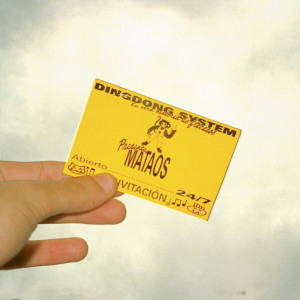 DINGDONG SYSTEM
Presenta
MATAOS
Abierto
24/7
INVITACIÓN